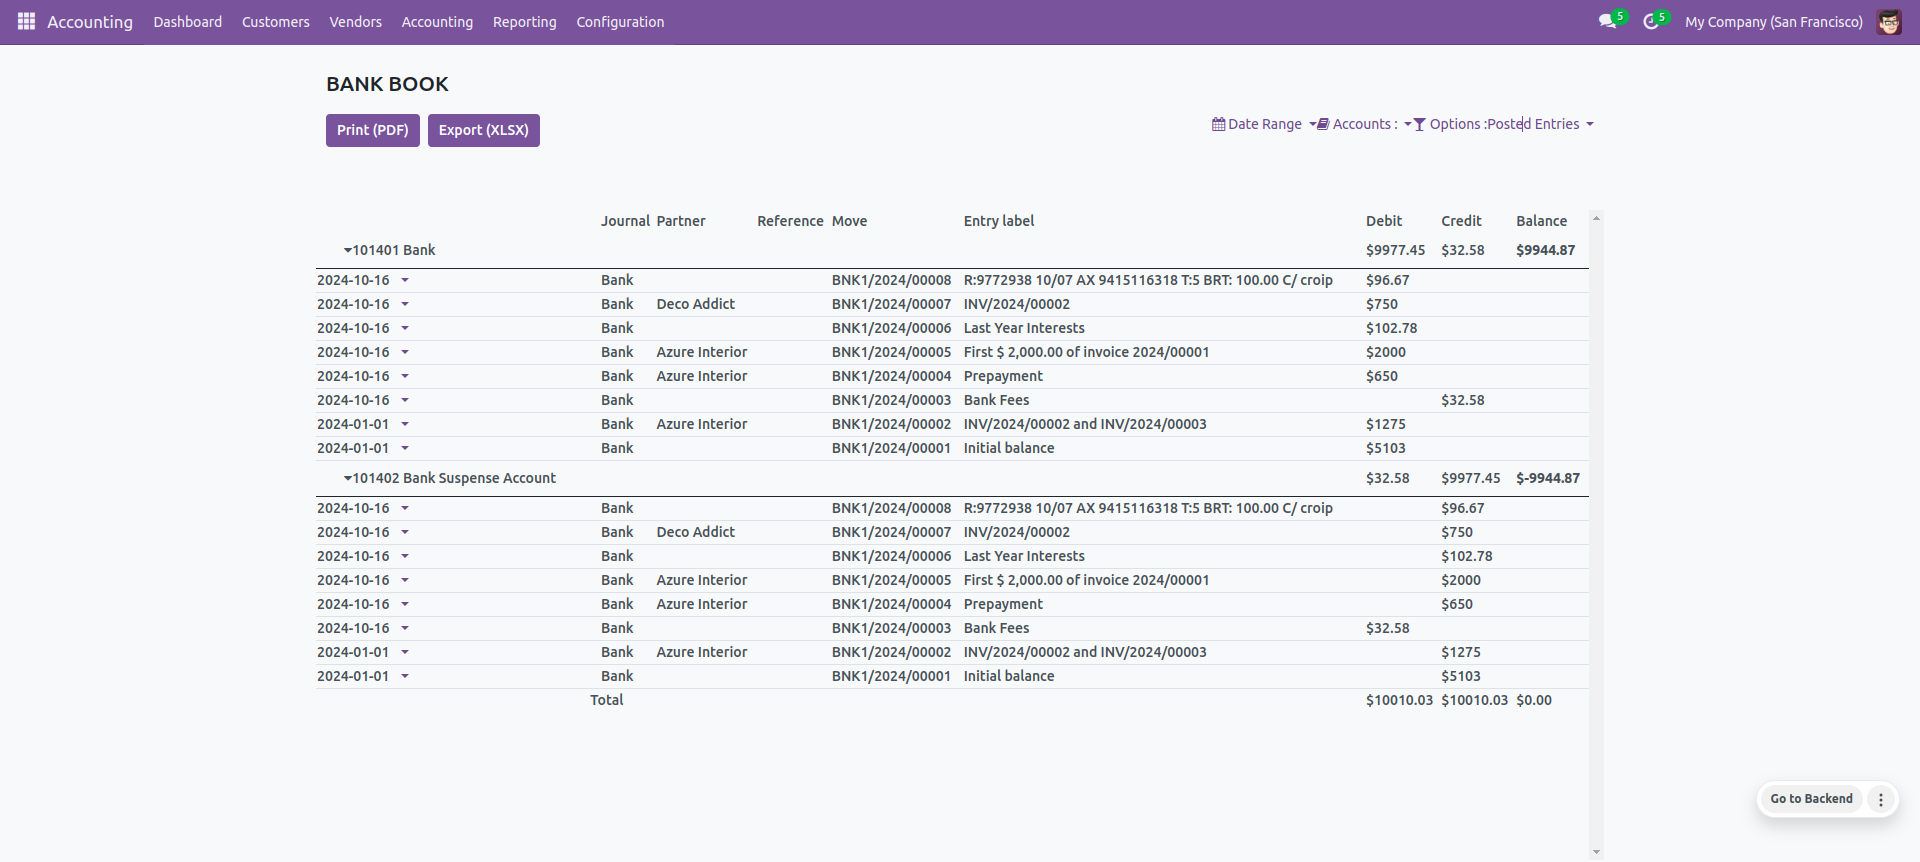 Accounting Dashboard Customers Vendors Accounting Reporting Configuration 5 5 My Company (San Francisco)
BANK BOOK
Print (PDF) Export (XLSX) Date Range Accounts : Options :Posted Entries
Journal Partner Reference Move Entry label Debit Credit Balance
101401 Bank $9977.45 $32.58 $9944.87
2024-10-16 Bank BNK1/2024/00008 R:9772938 10/07 AX 9415116318 T:5 BRT: 100.00 C/ croip $96.67
2024-10-16 Bank Deco Addict BNK1/2024/00007 INV/2024/00002 $750
2024-10-16 Bank BNK1/2024/00006 Last Year Interests $102.78
2024-10-16 Bank Azure Interior BNK1/2024/00005 First $ 2,000.00 of invoice 2024/00001 $2000
2024-10-16 Bank Azure Interior BNK1/2024/00004 Prepayment $650
2024-10-16 Bank BNK1/2024/00003 Bank Fees $32.58
2024-01-01 Bank Azure Interior BNK1/2024/00002 INV/2024/00002 and INV/2024/00003 $1275
2024-01-01 Bank BNK1/2024/00001 Initial balance $5103
101402 Bank Suspense Account $32.58 $9977.45 $-9944.87
2024-10-16 Bank BNK1/2024/00008 R:9772938 10/07 AX 9415116318 T:5 BRT: 100.00 C/ croip $96.67
2024-10-16 Bank Deco Addict BNK1/2024/00007 INV/2024/00002 $750
2024-10-16 Bank BNK1/2024/00006 Last Year Interests $102.78
2024-10-16 Bank Azure Interior BNK1/2024/00005 First $ 2,000.00 of invoice 2024/00001 $2000
2024-10-16 Bank Azure Interior BNK1/2024/00004 Prepayment $650
2024-10-16 Bank BNK1/2024/00003 Bank Fees $32.58
2024-01-01 Bank Azure Interior BNK1/2024/00002 INV/2024/00002 and INV/2024/00003 $1275
2024-01-01 Bank BNK1/2024/00001 Initial balance $5103
Total $10010.03 $10010.03 $0.00
Go to Backend